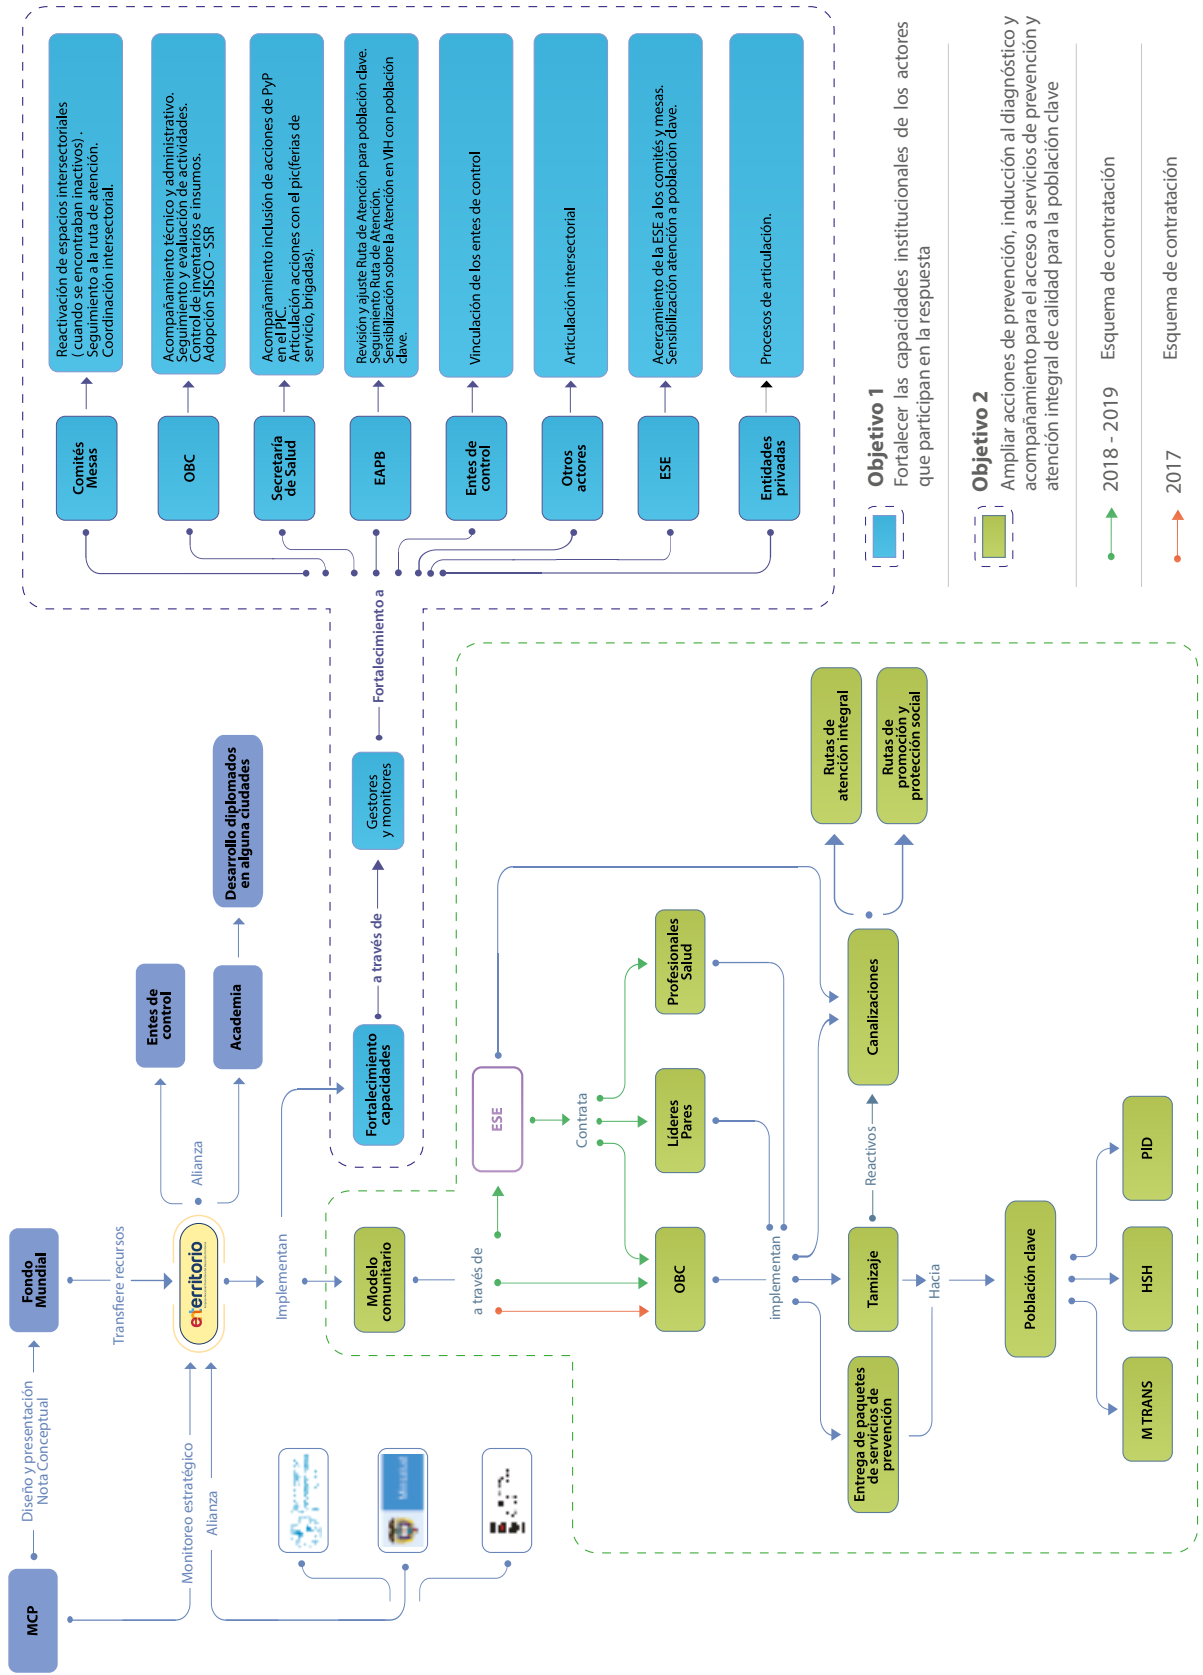 MCP
Diseño y presentación
Nota Conceptual
Fondo
Mundial
Transfiere recursos
Monitoreo estratégico
Alianza
Minsalud
eterritorio
Alianza
Entes de
control
Academia
Desarrollo diplomados
en alguna ciudades
Implementan
Fortalecimiento
capacidades
a través de
Gestores
y monitores
Fortalecimiento a
Comités
Mesas
Reactivación de espacios intersectoriales
( cuando se encontraban inactivos) .
Seguimiento a la ruta de atención.
Coordinación intersectorial.
OBC
Acompañamiento técnico y administrativo.
Seguimiento y evaluación de actividades.
Control de inventarios e insumos.
Adopción SISCO - SSR
Secretaría
de Salud
Acompañamiento inclusión de acciones de PyP
en el PIC.
Articulación acciones con el pic(ferias de
servicio, brigadas).
EAPB
Revisión y ajuste Ruta de Atención para población clave.
Seguimiento Ruta de Atención.
Sensibilización sobre la Atención en VIH con población
clave.
Entes de
control
Vinculación de los entes de control
Otros
actores
Articulación intersectorial
ESE
Acercamiento de la ESE a los comités y mesas.
Sensibilización atención a población clave.
Entidades
privadas
Procesos de articulación.
Modelo
comunitario
a través de
ESE
Contrata
OBC
Líderes
Pares
Profesionales
Salud
implementan
Entrega de paquetes
de servicios de
prevención
Tamizaje
Reactivos
Canalizaciones
Rutas de
atención integral
Rutas de
promoción y
protección social
Hacia
Población clave
M TRANS
HSH
PID
Objetivo 1
Fortalecer las capacidades institucionales de los actores
que participan en la respuesta
Objetivo 2
Ampliar acciones de prevención, inducción al diagnóstico y
acompañamiento para el acceso a servicios de prevención y
atención integral de calidad para la población clave
2018 - 2019 Esquema de contratación
2017 Esquema de contratación